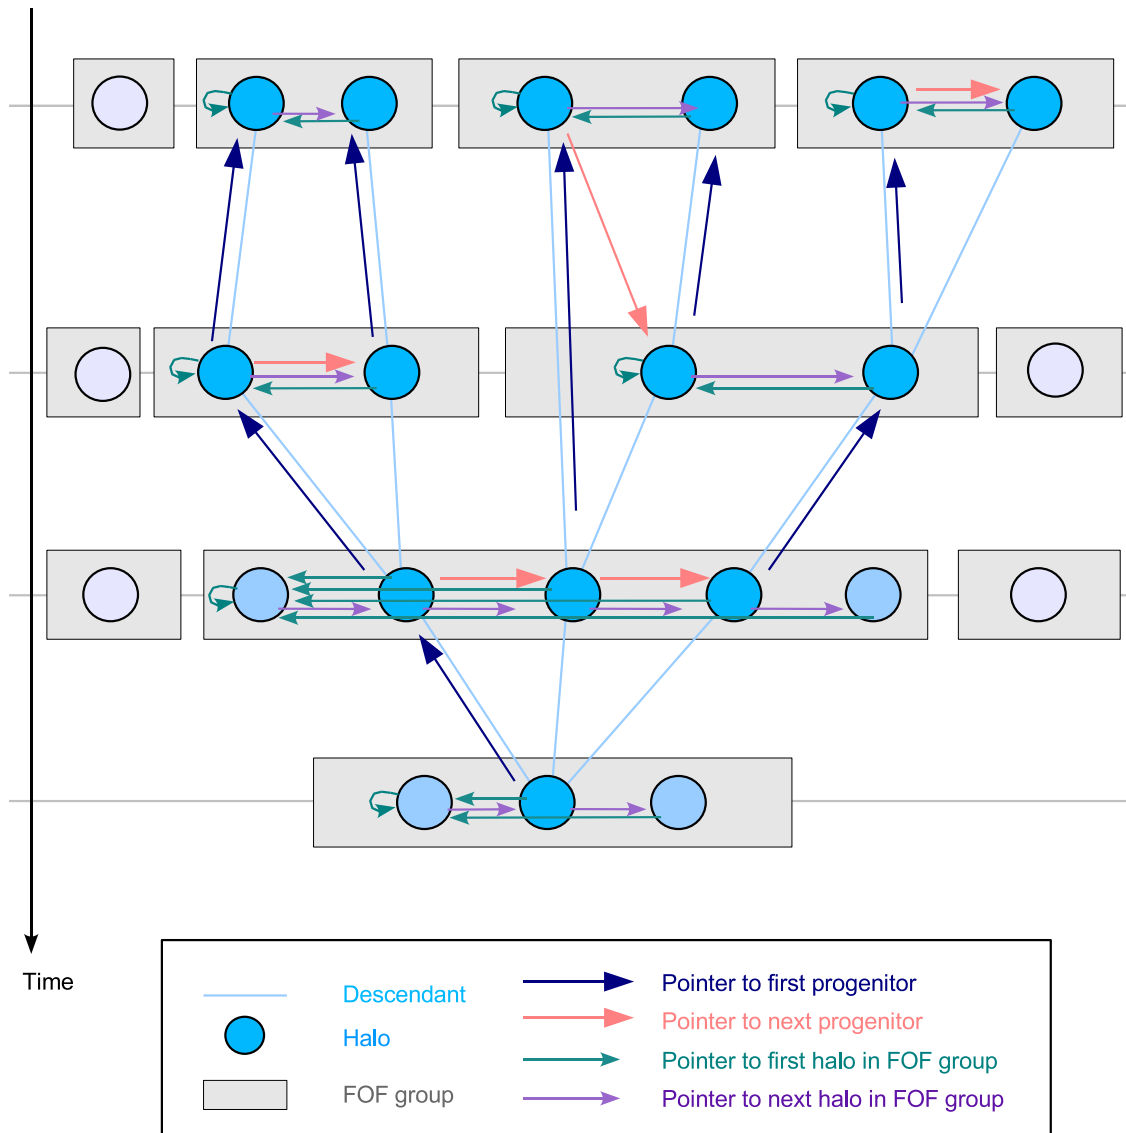 Time
Descendant
Halo
FOF group
Pointer to first progenitor
Pointer to next progenitor
Pointer to first halo in FOF group
Pointer to next halo in FOF group